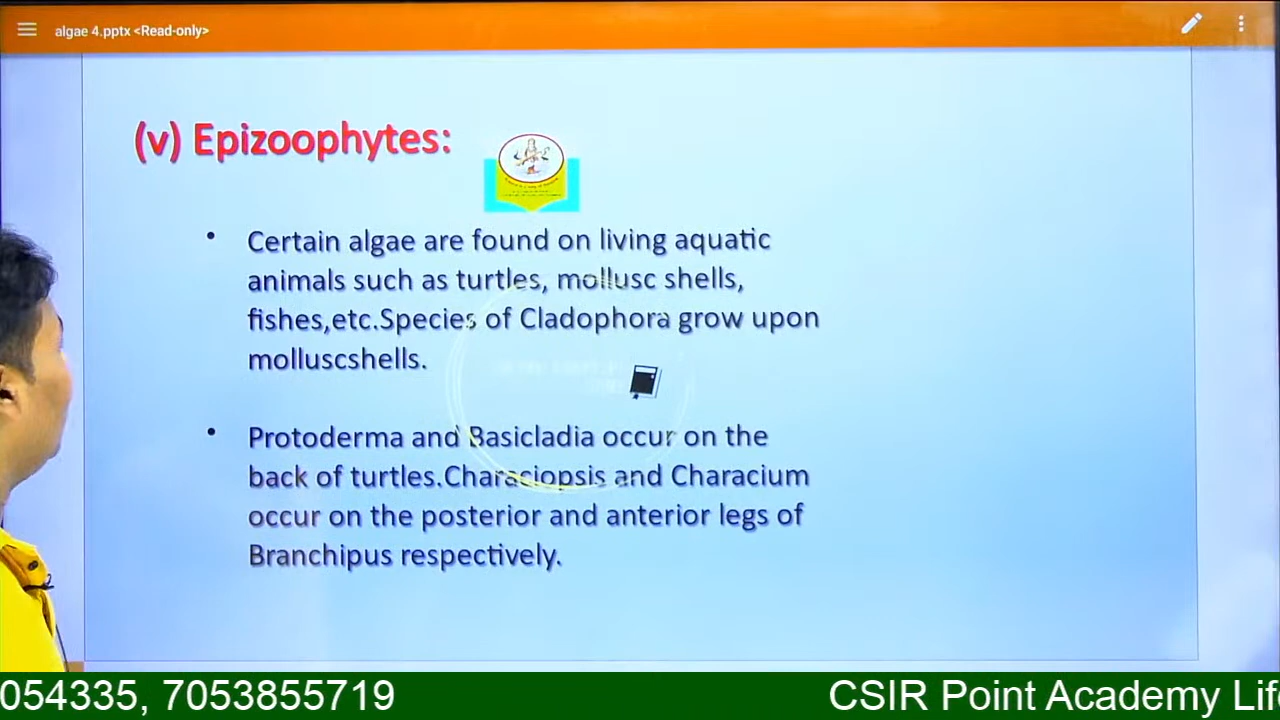 algae 4.pptx <Read-only>
(v) Epizoophytes:
• Certain algae are found on living aquatic
animals such as turtles, mollusc shells,
fishes,etc.Species of Cladophora grow upon
molluscshells.
• Protoderma and Basicladia occur on the
back of turtles.Characiopsis and Characium
occur on the posterior and anterior legs of
Branchipus respectively.
054335, 7053855719 CSIR Point Academy Life